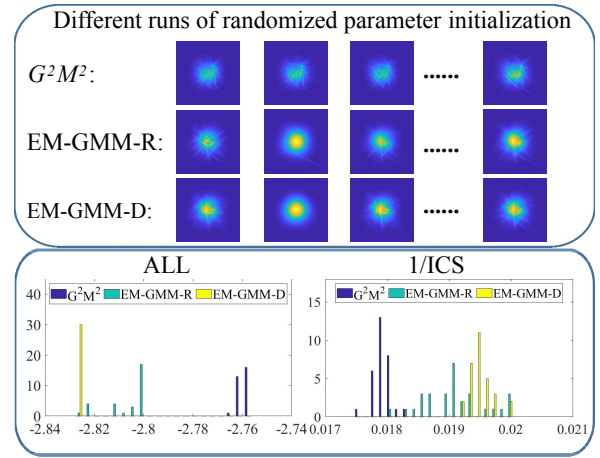 Different runs of randomized parameter initialization
G²M²: ......
EM-GMM-R: ......
EM-GMM-D: ......
ALL
G²M² EM-GMM-R EM-GMM-D
40
30
20
10
0
-2.84 -2.82 -2.8 -2.78 -2.76 -2.74
1/ICS
G²M² EM-GMM-R EM-GMM-D
15
10
5
0
0.017 0.018 0.019 0.02 0.021